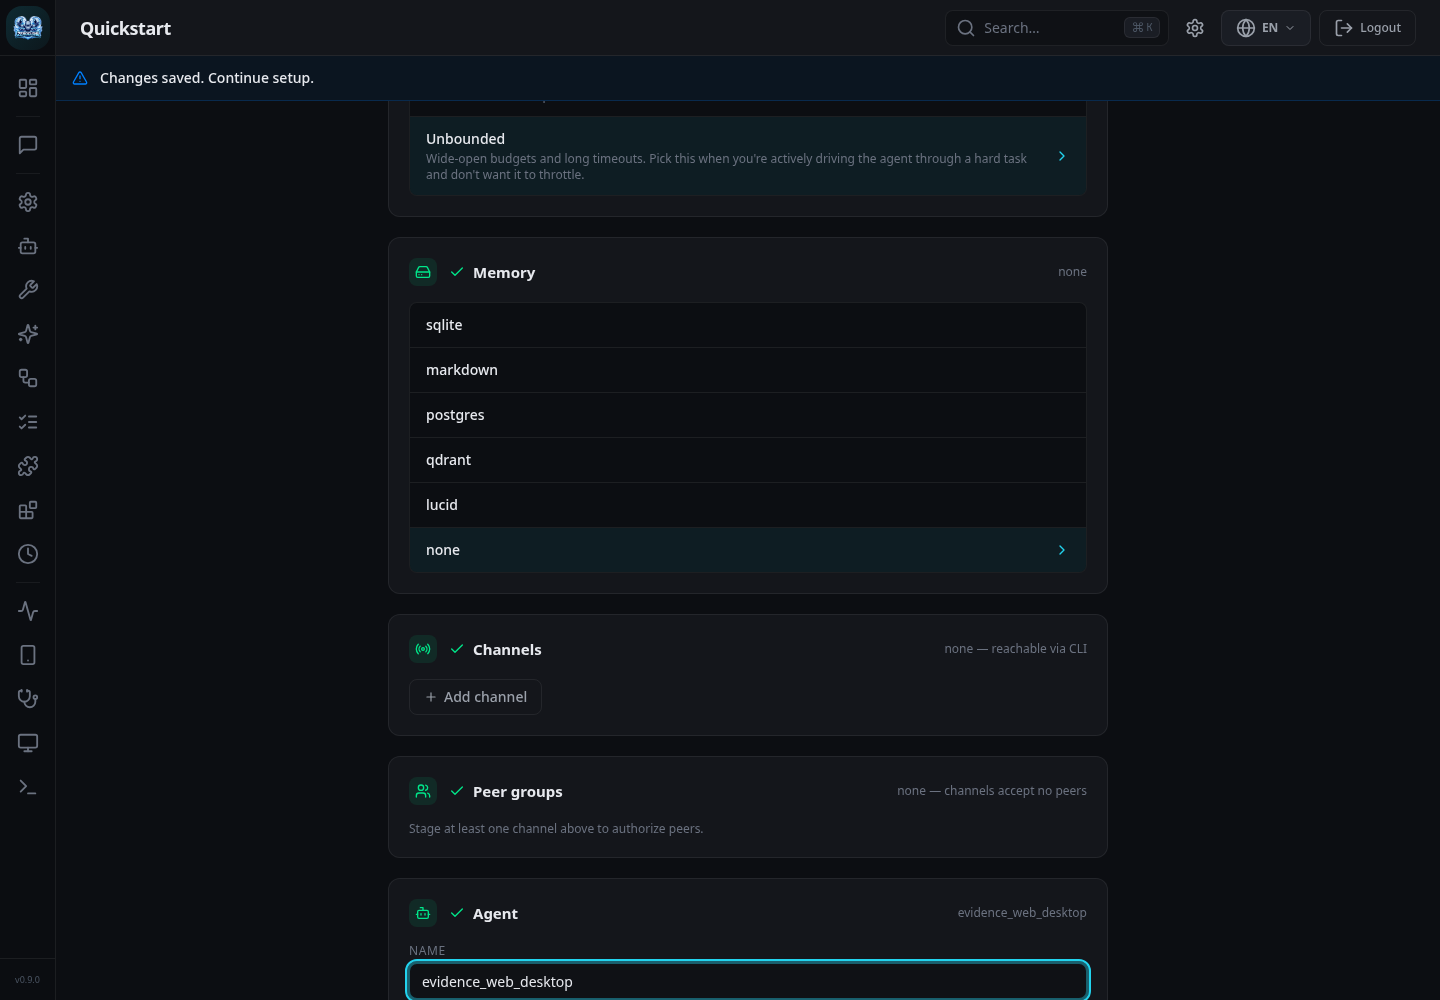 Quickstart
Search...
⌘ K
EN
Logout
Changes saved. Continue setup.
Unbounded
Wide-open budgets and long timeouts. Pick this when you're actively driving the agent through a hard task
and don't want it to throttle.
Memory
none
sqlite
markdown
postgres
qdrant
lucid
none
Channels
none — reachable via CLI
+ Add channel
Peer groups
none — channels accept no peers
Stage at least one channel above to authorize peers.
Agent
evidence_web_desktop
NAME
evidence_web_desktop
v0.9.0